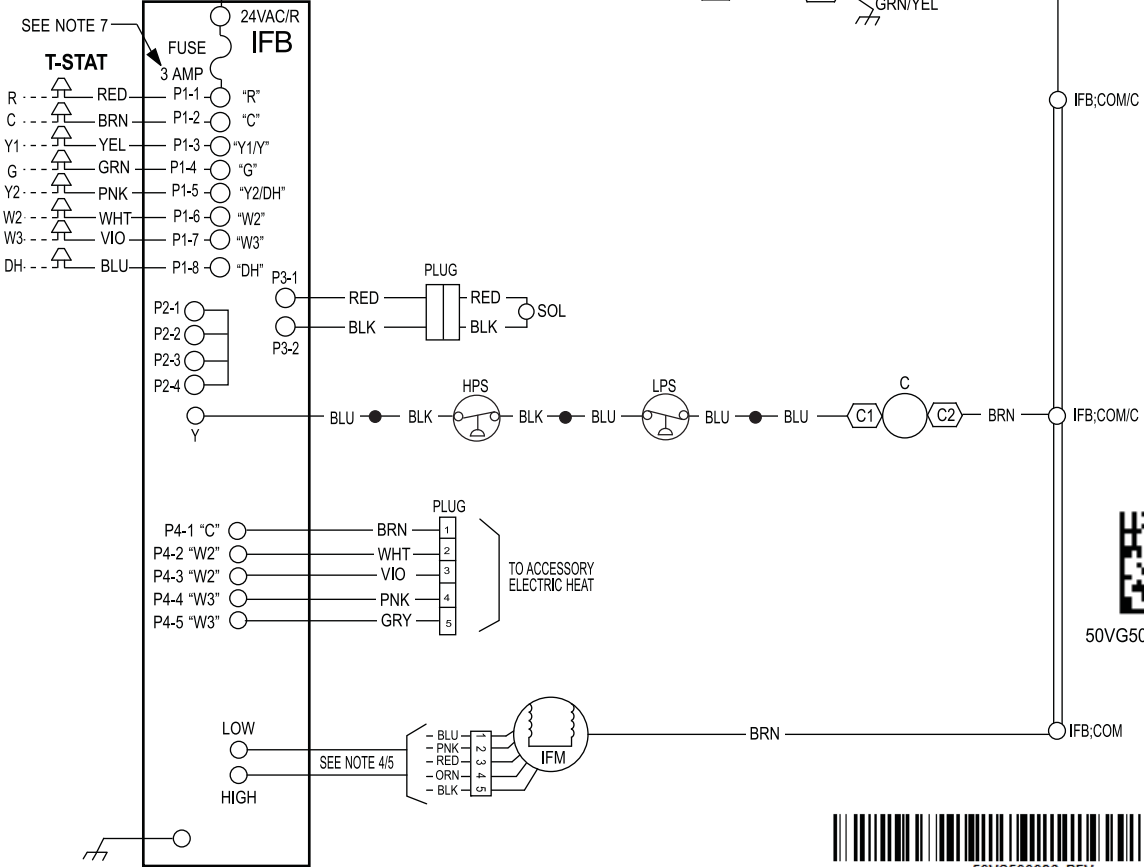 GRN/YEL
SEE NOTE 7
24VAC/R
IFB
FUSE
3 AMP
T-STAT
R RED P1-1 "R"
C BRN P1-2 "C"
Y1 YEL P1-3 "Y1/Y"
G GRN P1-4 "G"
Y2 PNK P1-5 "Y2/DH"
W2 WHT P1-6 "W2"
W3 VIO P1-7 "W3"
DH BLU P1-8 "DH"
IFB;COM/C
P3-1 RED PLUG RED SOL
P3-2 BLK BLK
P2-1
P2-2
P2-3
P2-4
HPS LPS C
Y BLU BLK BLK BLU BLU BLU C1 C2 BRN IFB;COM/C
PLUG
P4-1 "C" BRN 1
P4-2 "W2" WHT 2
P4-3 "W2" VIO 3
P4-4 "W3" PNK 4
P4-5 "W3" GRY 5
TO ACCESSORY
ELECTRIC HEAT
50VG50
LOW
HIGH
SEE NOTE 4/5
BLU 1
PNK 2
RED 3
ORN 4
BLK 5
IFM
BRN
IFB;COM